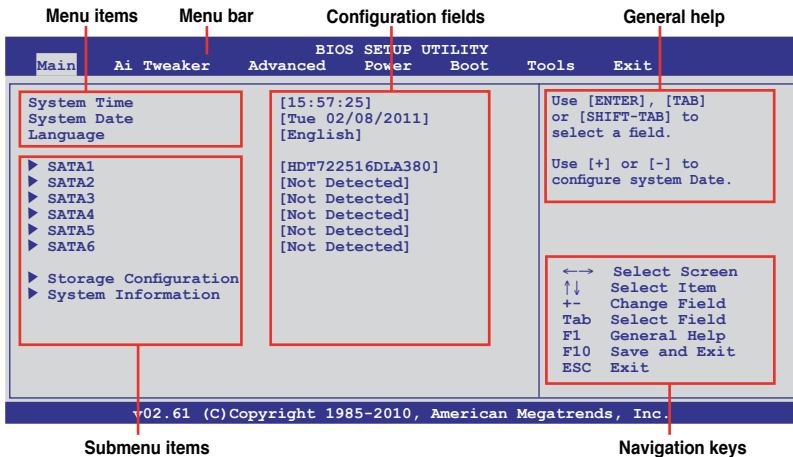 Menu items Menu bar Configuration fields General help
BIOS SETUP UTILITY
Main Ai Tweaker Advanced Power Boot Tools Exit
System Time [15:57:25]
System Date [Tue 02/08/2011]
Language [English]
SATA1 [HDT722516DLA380]
SATA2 [Not Detected]
SATA3 [Not Detected]
SATA4 [Not Detected]
SATA5 [Not Detected]
SATA6 [Not Detected]
Storage Configuration
System Information
Use [ENTER], [TAB]
or [SHIFT-TAB] to
select a field.
Use [+] or [-] to
configure system Date.
←→ Select Screen
↑↓ Select Item
+- Change Field
Tab Select Field
F1 General Help
F10 Save and Exit
ESC Exit
v02.61 (C)Copyright 1985-2010, American Megatrends, Inc.
Submenu items Navigation keys